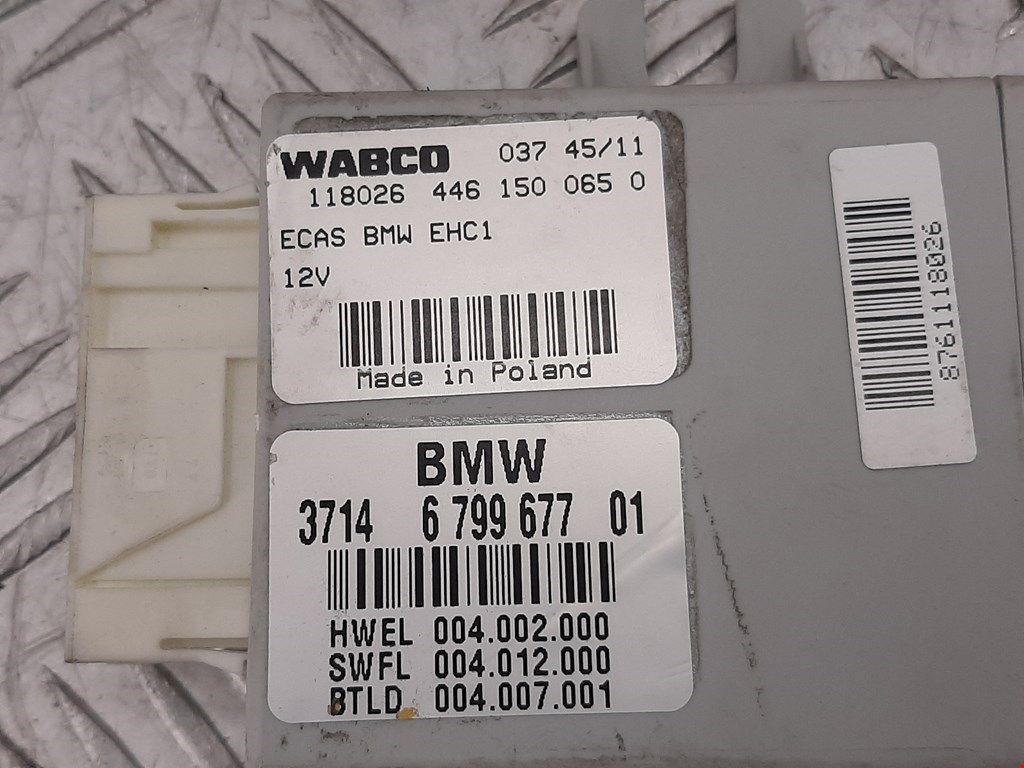 WABCO 037 45/11
118026 446 150 065 0
ECAS BMW EHC1
12V
Made in Poland
BMW
3714 6 799 677 01
HWEL 004.002.000
SWFL 004.012.000
BTLD 004.007.001
8761118026